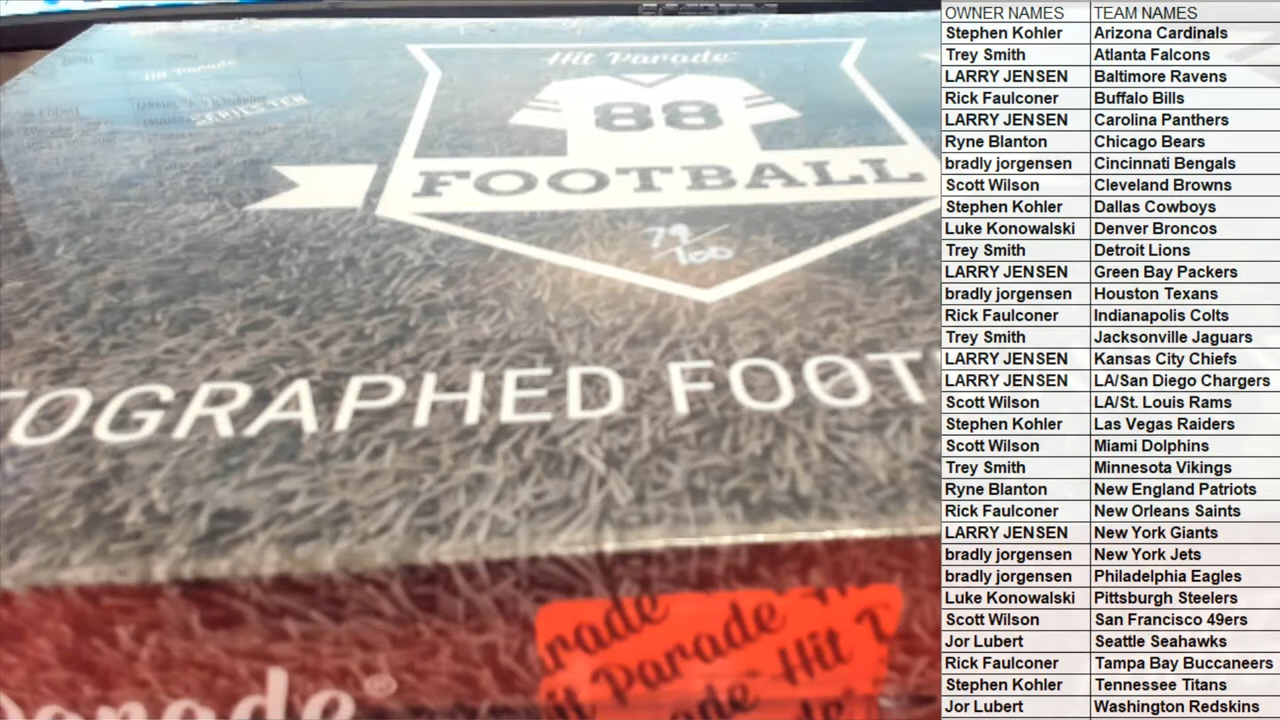 Hit Parade
88
FOOTBALL
79/100
TOGRAPHED FOOT
Parade®
rade
Hit Parade
Hit
OWNER NAMES TEAM NAMES
Stephen Kohler Arizona Cardinals
Trey Smith Atlanta Falcons
LARRY JENSEN Baltimore Ravens
Rick Faulconer Buffalo Bills
LARRY JENSEN Carolina Panthers
Ryne Blanton Chicago Bears
bradly jorgensen Cincinnati Bengals
Scott Wilson Cleveland Browns
Stephen Kohler Dallas Cowboys
Luke Konowalski Denver Broncos
Trey Smith Detroit Lions
LARRY JENSEN Green Bay Packers
bradly jorgensen Houston Texans
Rick Faulconer Indianapolis Colts
Trey Smith Jacksonville Jaguars
LARRY JENSEN Kansas City Chiefs
LARRY JENSEN LA/San Diego Chargers
Scott Wilson LA/St. Louis Rams
Stephen Kohler Las Vegas Raiders
Scott Wilson Miami Dolphins
Trey Smith Minnesota Vikings
Ryne Blanton New England Patriots
Rick Faulconer New Orleans Saints
LARRY JENSEN New York Giants
bradly jorgensen New York Jets
bradly jorgensen Philadelphia Eagles
Luke Konowalski Pittsburgh Steelers
Scott Wilson San Francisco 49ers
Jor Lubert Seattle Seahawks
Rick Faulconer Tampa Bay Buccaneers
Stephen Kohler Tennessee Titans
Jor Lubert Washington Redskins